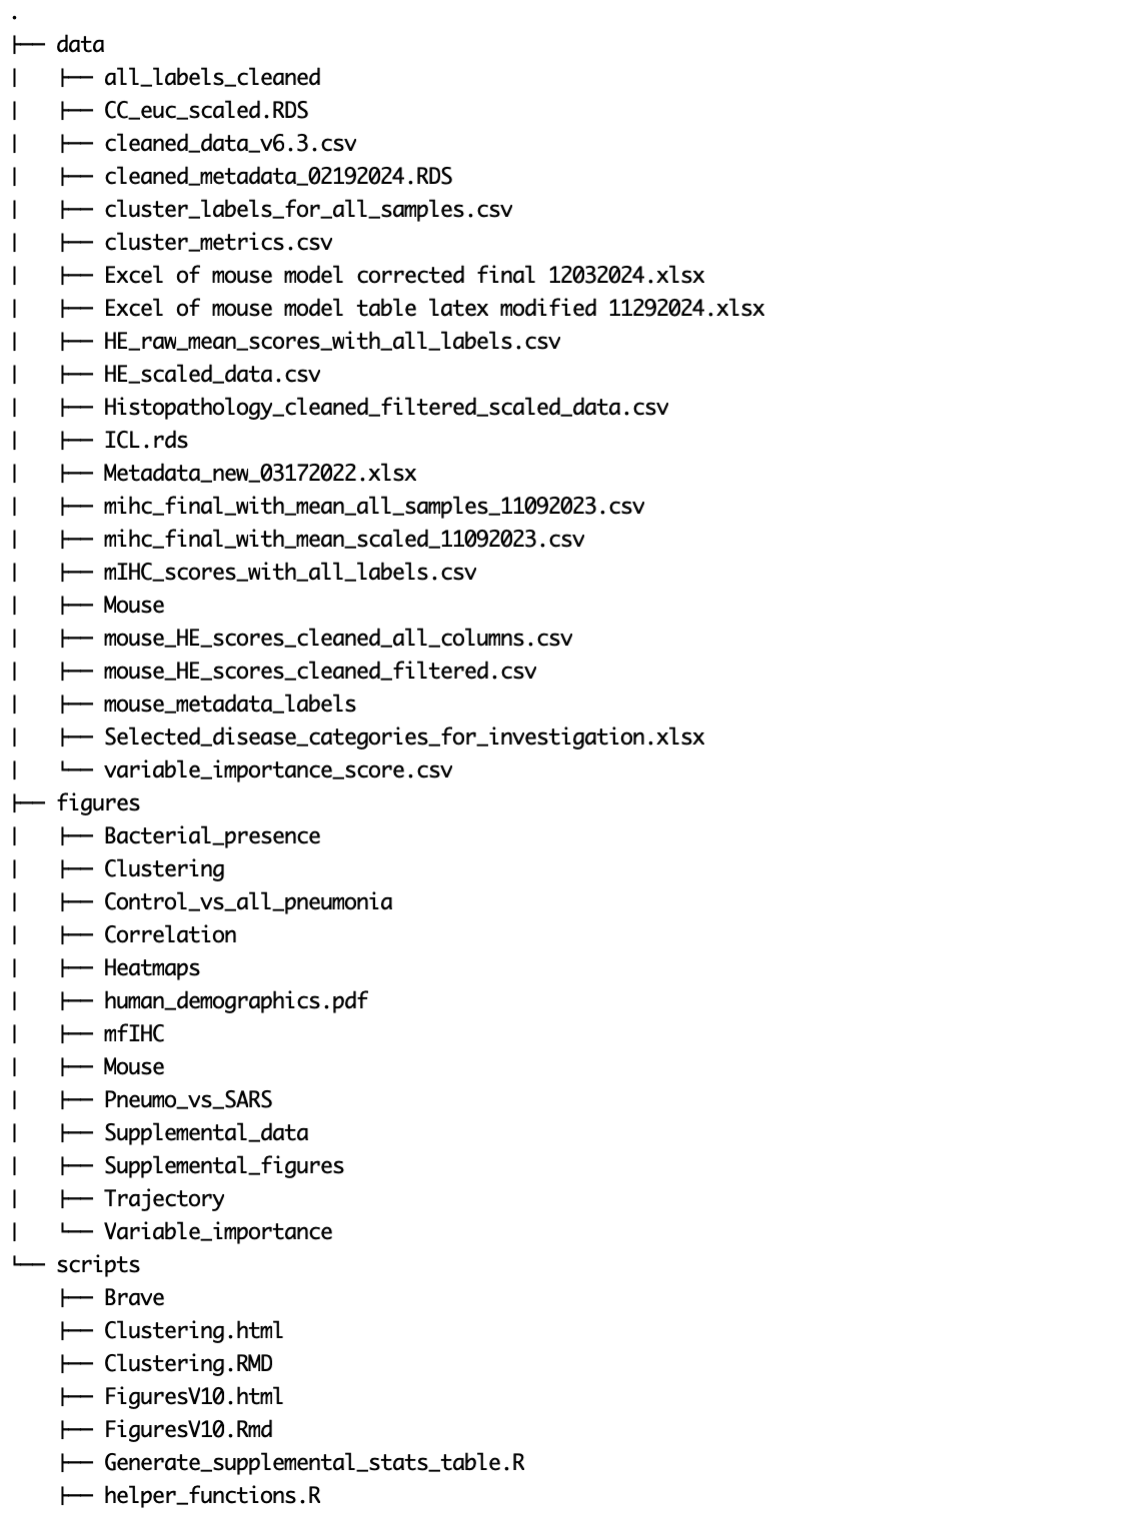 .
├── data
│   ├── all_labels_cleaned
│   ├── CC_euc_scaled.RDS
│   ├── cleaned_data_v6.3.csv
│   ├── cleaned_metadata_02192024.RDS
│   ├── cluster_labels_for_all_samples.csv
│   ├── cluster_metrics.csv
│   ├── Excel of mouse model corrected final 12032024.xlsx
│   ├── Excel of mouse model table latex modified 11292024.xlsx
│   ├── HE_raw_mean_scores_with_all_labels.csv
│   ├── HE_scaled_data.csv
│   ├── Histopathology_cleaned_filtered_scaled_data.csv
│   ├── ICL.rds
│   ├── Metadata_new_03172022.xlsx
│   ├── mihc_final_with_mean_all_samples_11092023.csv
│   ├── mihc_final_with_mean_scaled_11092023.csv
│   ├── mIHC_scores_with_all_labels.csv
│   ├── Mouse
│   ├── mouse_HE_scores_cleaned_all_columns.csv
│   ├── mouse_HE_scores_cleaned_filtered.csv
│   ├── mouse_metadata_labels
│   ├── Selected_disease_categories_for_investigation.xlsx
│   └── variable_importance_score.csv
├── figures
│   ├── Bacterial_presence
│   ├── Clustering
│   ├── Control_vs_all_pneumonia
│   ├── Correlation
│   ├── Heatmaps
│   ├── human_demographics.pdf
│   ├── mfIHC
│   ├── Mouse
│   ├── Pneumo_vs_SARS
│   ├── Supplemental_data
│   ├── Supplemental_figures
│   ├── Trajectory
│   └── Variable_importance
└── scripts
    ├── Brave
    ├── Clustering.html
    ├── Clustering.RMD
    ├── FiguresV10.html
    ├── FiguresV10.Rmd
    ├── Generate_supplemental_stats_table.R
    ├── helper_functions.R